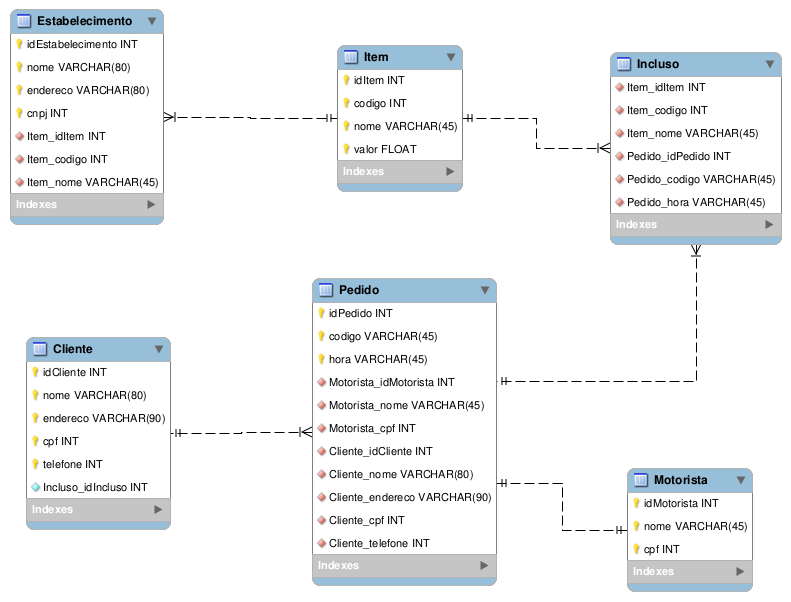 Estabelecimento
idEstabelecimento INT
nome VARCHAR(80)
endereco VARCHAR(80)
cnpj INT
Item_idItem INT
Item_codigo INT
Item_nome VARCHAR(45)
Indexes
Item
idItem INT
codigo INT
nome VARCHAR(45)
valor FLOAT
Indexes
Incluso
Item_idItem INT
Item_codigo INT
Item_nome VARCHAR(45)
Pedido_idPedido INT
Pedido_codigo VARCHAR(45)
Pedido_hora VARCHAR(45)
Indexes
Cliente
idCliente INT
nome VARCHAR(80)
endereco VARCHAR(90)
cpf INT
telefone INT
Incluso_idIncluso INT
Indexes
Pedido
idPedido INT
codigo VARCHAR(45)
hora VARCHAR(45)
Motorista_idMotorista INT
Motorista_nome VARCHAR(45)
Motorista_cpf INT
Cliente_idCliente INT
Cliente_nome VARCHAR(80)
Cliente_endereco VARCHAR(90)
Cliente_cpf INT
Cliente_telefone INT
Indexes
Motorista
idMotorista INT
nome VARCHAR(45)
cpf INT
Indexes